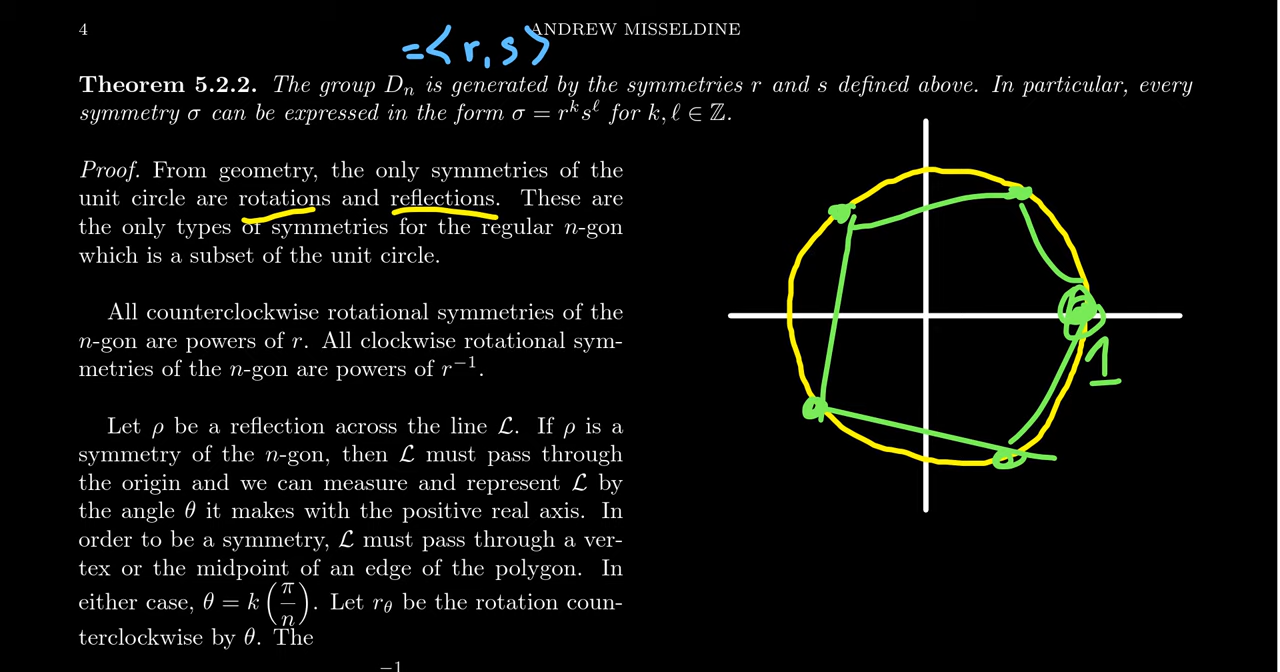 4
ANDREW MISSELDINE
=<r,s>
Theorem 5.2.2. The group Dₙ is generated by the symmetries r and s defined above. In particular, every
symmetry σ can be expressed in the form σ = rᵏsˡ for k, ℓ ∈ ℤ.
Proof. From geometry, the only symmetries of the
unit circle are rotations and reflections. These are
the only types of symmetries for the regular n-gon
which is a subset of the unit circle.
All counterclockwise rotational symmetries of the
n-gon are powers of r. All clockwise rotational sym-
metries of the n-gon are powers of r⁻¹.
1
Let ρ be a reflection across the line ℒ. If ρ is a
symmetry of the n-gon, then ℒ must pass through
the origin and we can measure and represent ℒ by
the angle θ it makes with the positive real axis. In
order to be a symmetry, ℒ must pass through a ver-
tex or the midpoint of an edge of the polygon. In
either case, θ = k(π/n). Let r_θ be the rotation coun-
terclockwise by θ. The
−1